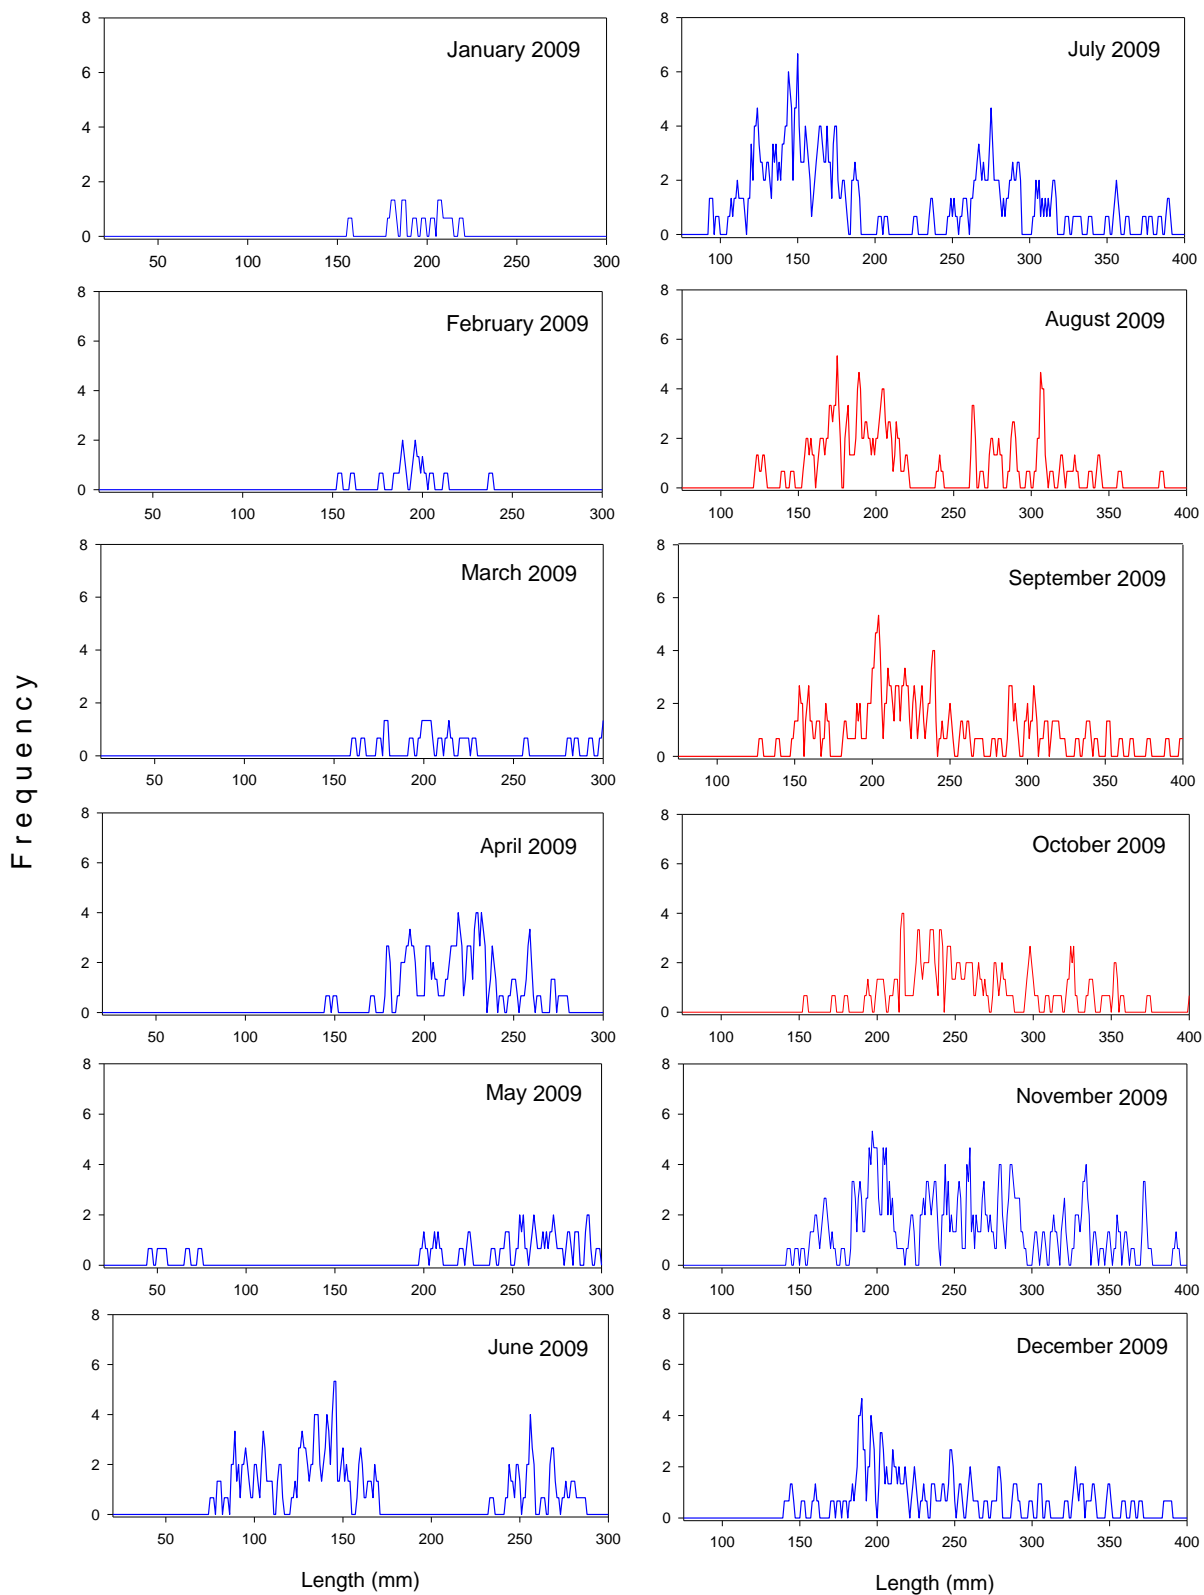 Frequency
8
January 2009
6
4
2
0
50 100 150 200 250 300
8
February 2009
6
4
2
0
50 100 150 200 250 300
8
March 2009
6
4
2
0
50 100 150 200 250 300
8
April 2009
6
4
2
0
50 100 150 200 250 300
8
May 2009
6
4
2
0
50 100 150 200 250 300
8
June 2009
6
4
2
0
50 100 150 200 250 300
Length (mm)
8
July 2009
6
4
2
0
100 150 200 250 300 350 400
8
August 2009
6
4
2
0
100 150 200 250 300 350 400
8
September 2009
6
4
2
0
100 150 200 250 300 350 400
8
October 2009
6
4
2
0
100 150 200 250 300 350 400
8
November 2009
6
4
2
0
100 150 200 250 300 350 400
8
December 2009
6
4
2
0
100 150 200 250 300 350 400
Length (mm)